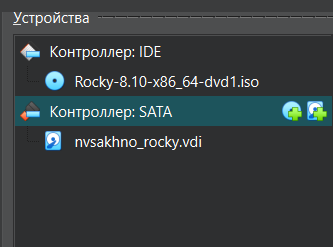 Устройства
Контроллер: IDE
Rocky-8.10-x86_64-dvd1.iso
Контроллер: SATA
nvsakhno_rocky.vdi